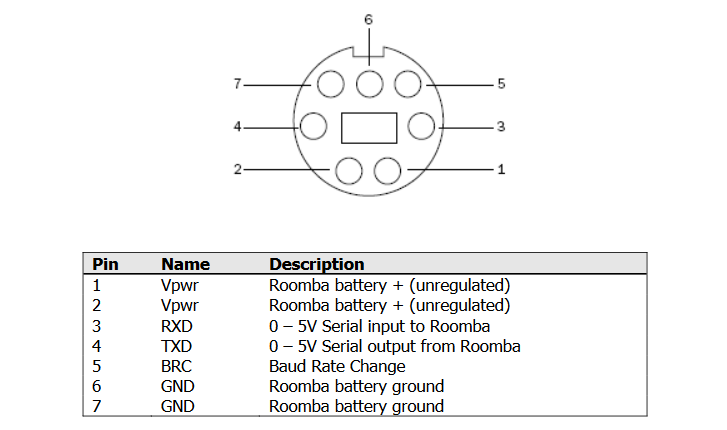 6
7 5
4 3
2 1
Pin Name Description
1 Vpwr Roomba battery + (unregulated)
2 Vpwr Roomba battery + (unregulated)
3 RXD 0 – 5V Serial input to Roomba
4 TXD 0 – 5V Serial output from Roomba
5 BRC Baud Rate Change
6 GND Roomba battery ground
7 GND Roomba battery ground